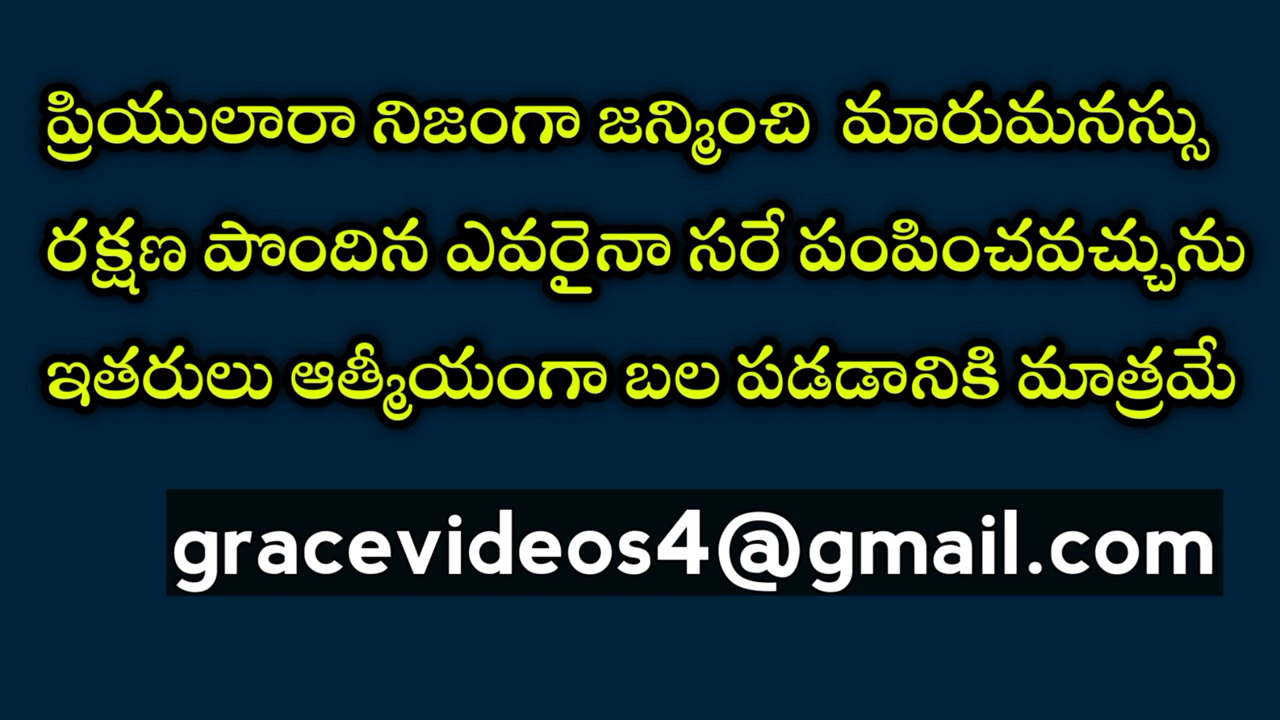 ప్రియులారా నిజంగా జన్మించి మారుమనస్సు
రక్షణ పొందిన ఎవరైనా సరే పంపించవచ్చును
ఇతరులు ఆత్మీయంగా బల పడడానికి మాత్రమే
gracevideos4@gmail.com